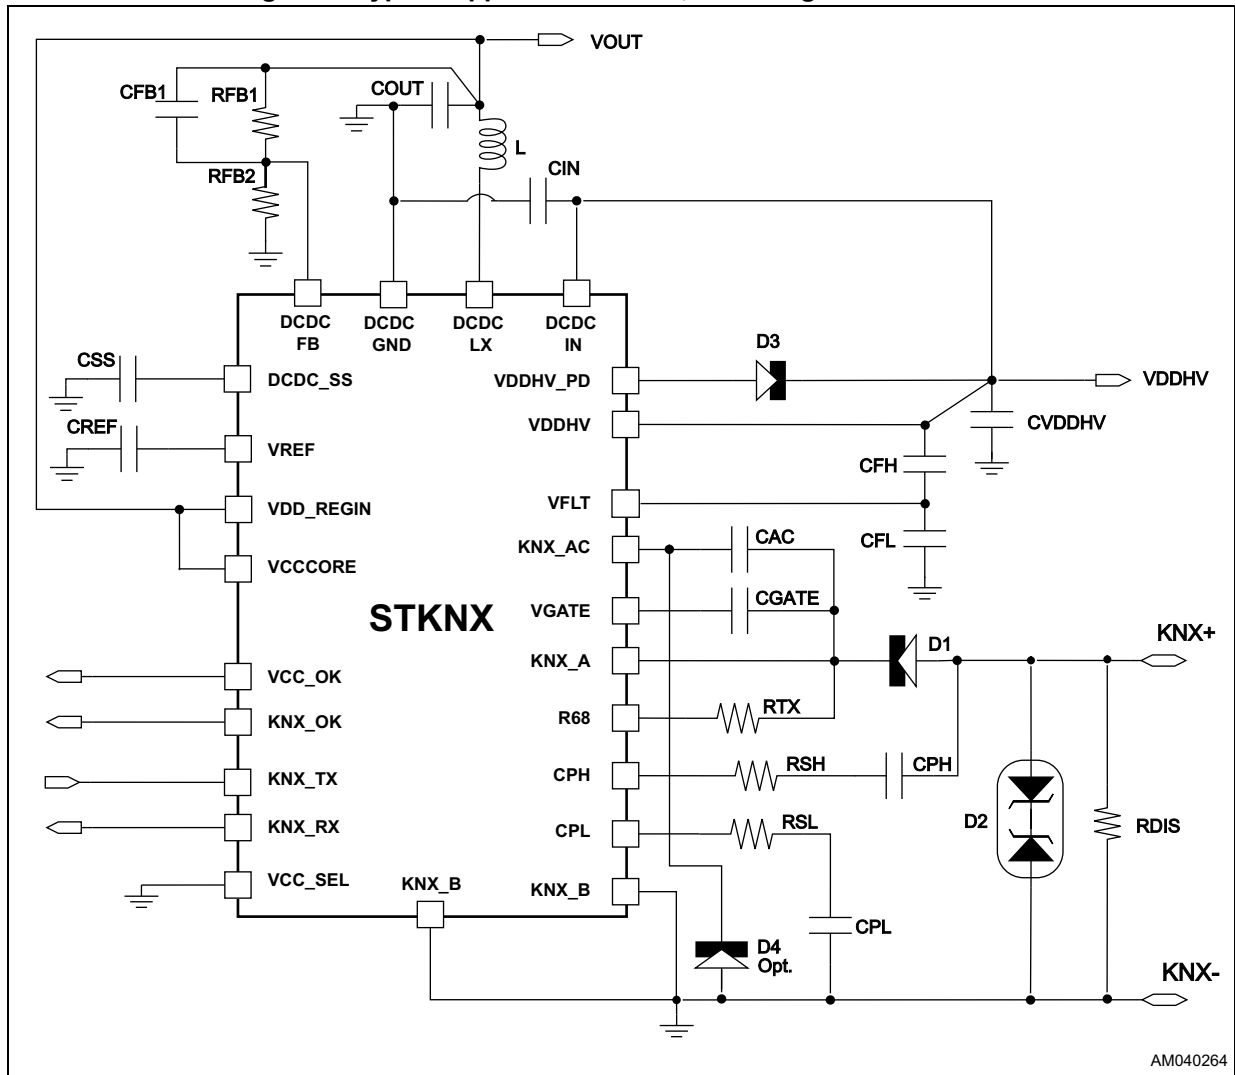 VOUT
COUT
CFB1
RFB1
L
CIN
RFB2
DCDC
FB
DCDC
GND
DCDC
LX
DCDC
IN
D3
CSS
DCDC_SS
VDDHV_PD
VDDHV
CREF
VREF
VDDHV
CVDDHV
CFH
VDD_REGIN
VFLT
VCCCORE
KNX_AC
CAC
CFL
STKNX
VGATE
CGATE
KNX_A
D1
KNX+
VCC_OK
KNX_OK
R68
RTX
KNX_TX
CPH
RSH
CPH
KNX_RX
CPL
RSL
D2
RDIS
VCC_SEL
KNX_B
KNX_B
CPL
D4
Opt.
KNX-
AM040264